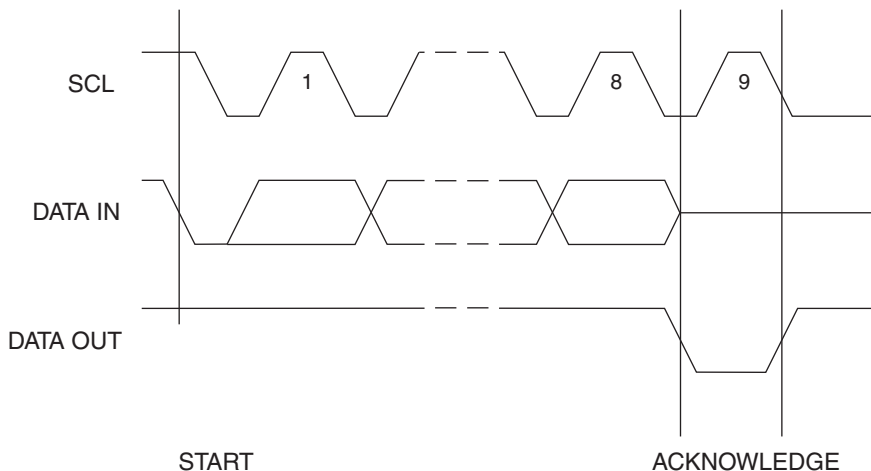 SCL
1
8
9
DATA IN
DATA OUT
START
ACKNOWLEDGE